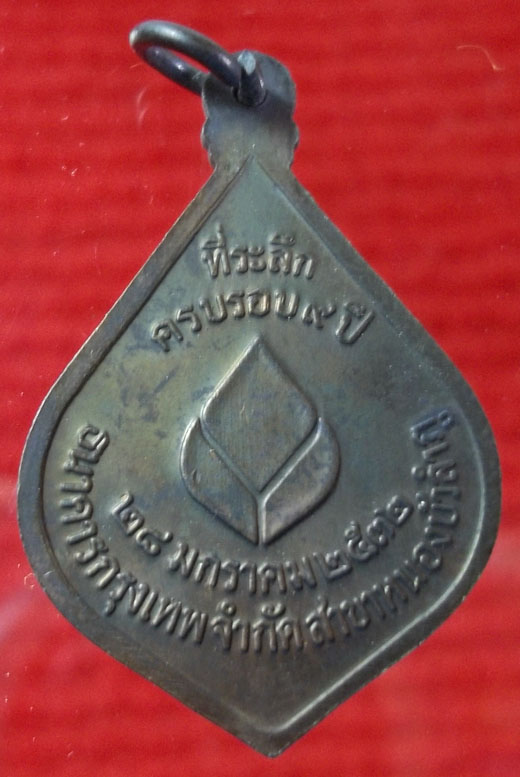 ที่ระลึก
ครบรอบ ๙ ปี
๒๘ มกราคม ๒๕๓๒
ธนาคารกรุงเทพจำกัด สาขาหนองบัวลำภู